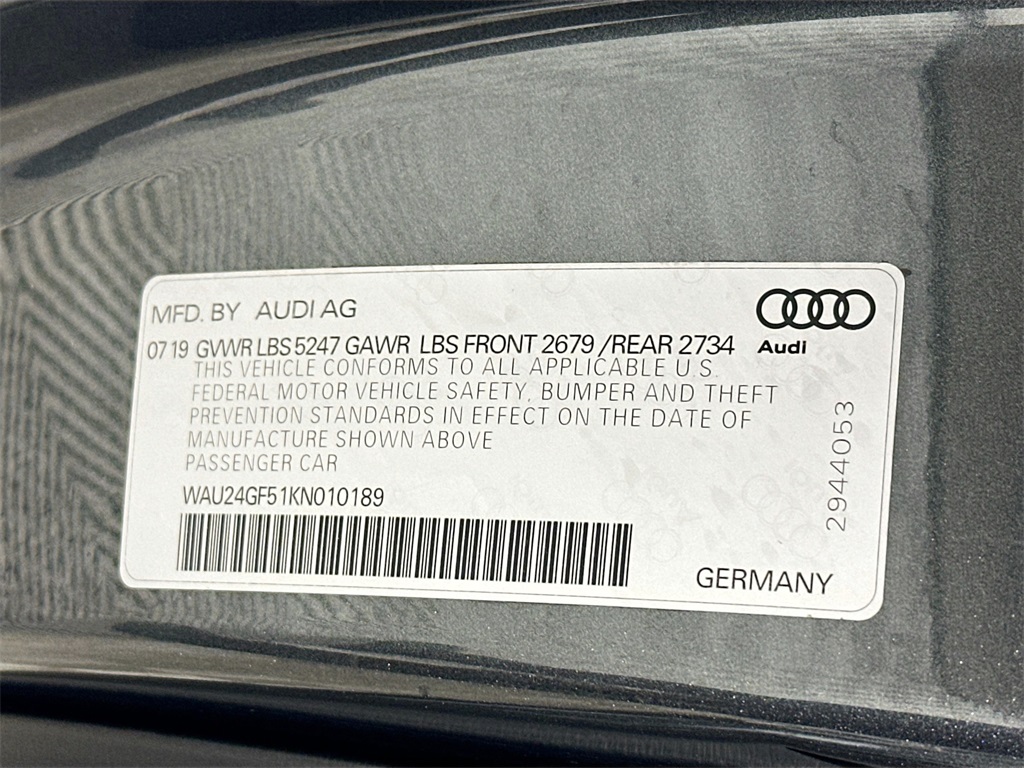 MFD. BY AUDI AG
07 19 GVWR LBS 5247 GAWR LBS FRONT 2679 /REAR 2734
Audi
THIS VEHICLE CONFORMS TO ALL APPLICABLE U.S.
FEDERAL MOTOR VEHICLE SAFETY, BUMPER AND THEFT
PREVENTION STANDARDS IN EFFECT ON THE DATE OF
MANUFACTURE SHOWN ABOVE
PASSENGER CAR
WAU24GF51KN010189
2944053
GERMANY